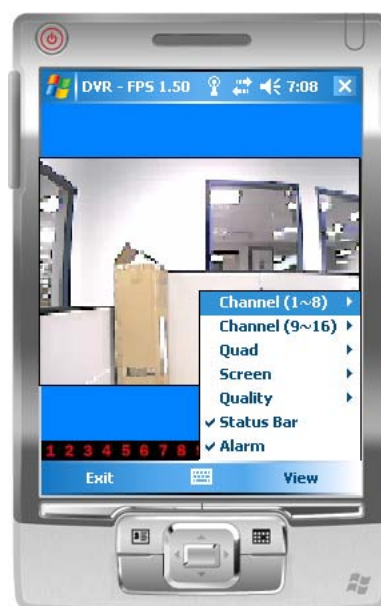 DVR - FPS 1.50 7:08
Channel (1~8)
Channel (9~16)
Quad
Screen
Quality
Status Bar
Alarm
1 2 3 4 5 6 7 8
Exit View